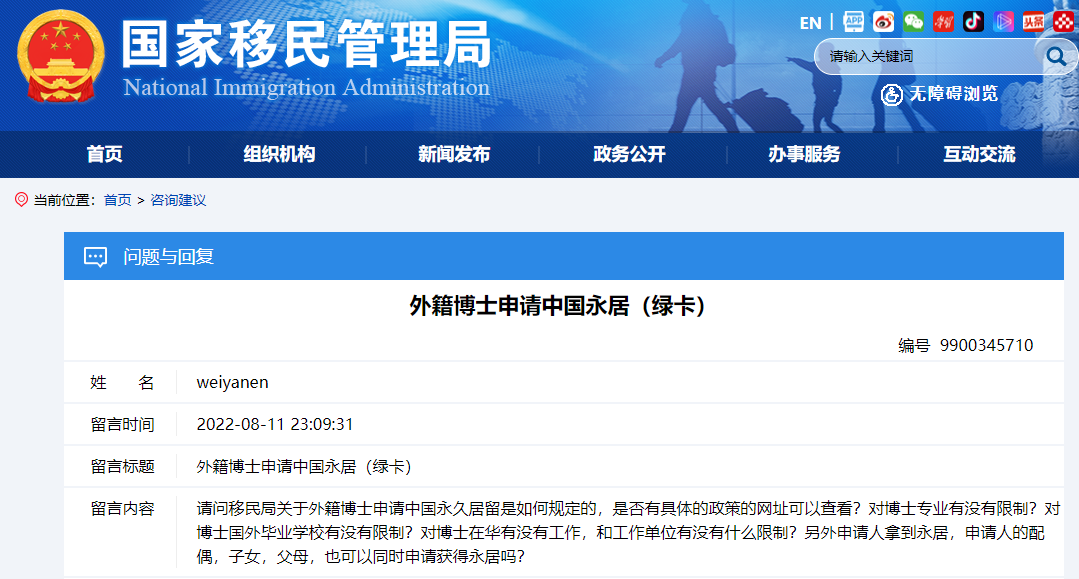 国家移民管理局
National Immigration Administration
EN
APP
头条
请输入关键词
无障碍浏览
首页 组织机构 新闻发布 政务公开 办事服务 互动交流
当前位置：首页 > 咨询建议
问题与回复
外籍博士申请中国永居（绿卡）
编号 9900345710
姓 名 weiyanen
留言时间 2022-08-11 23:09:31
留言标题 外籍博士申请中国永居（绿卡）
留言内容 请问移民局关于外籍博士申请中国永久居留是如何规定的，是否有具体的政策的网址可以查看？对博士专业有没有限制？对
博士国外毕业学校有没有限制？对博士在华有没有工作，和工作单位有没有什么限制？另外申请人拿到永居，申请人的配
偶，子女，父母，也可以同时申请获得永居吗？